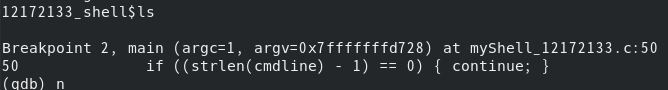 12172133_shell$ls
Breakpoint 2, main (argc=1, argv=0x7fffffffd728) at myShell_12172133.c:50
50              if ((strlen(cmdline) - 1) == 0) { continue; }
(gdb) n